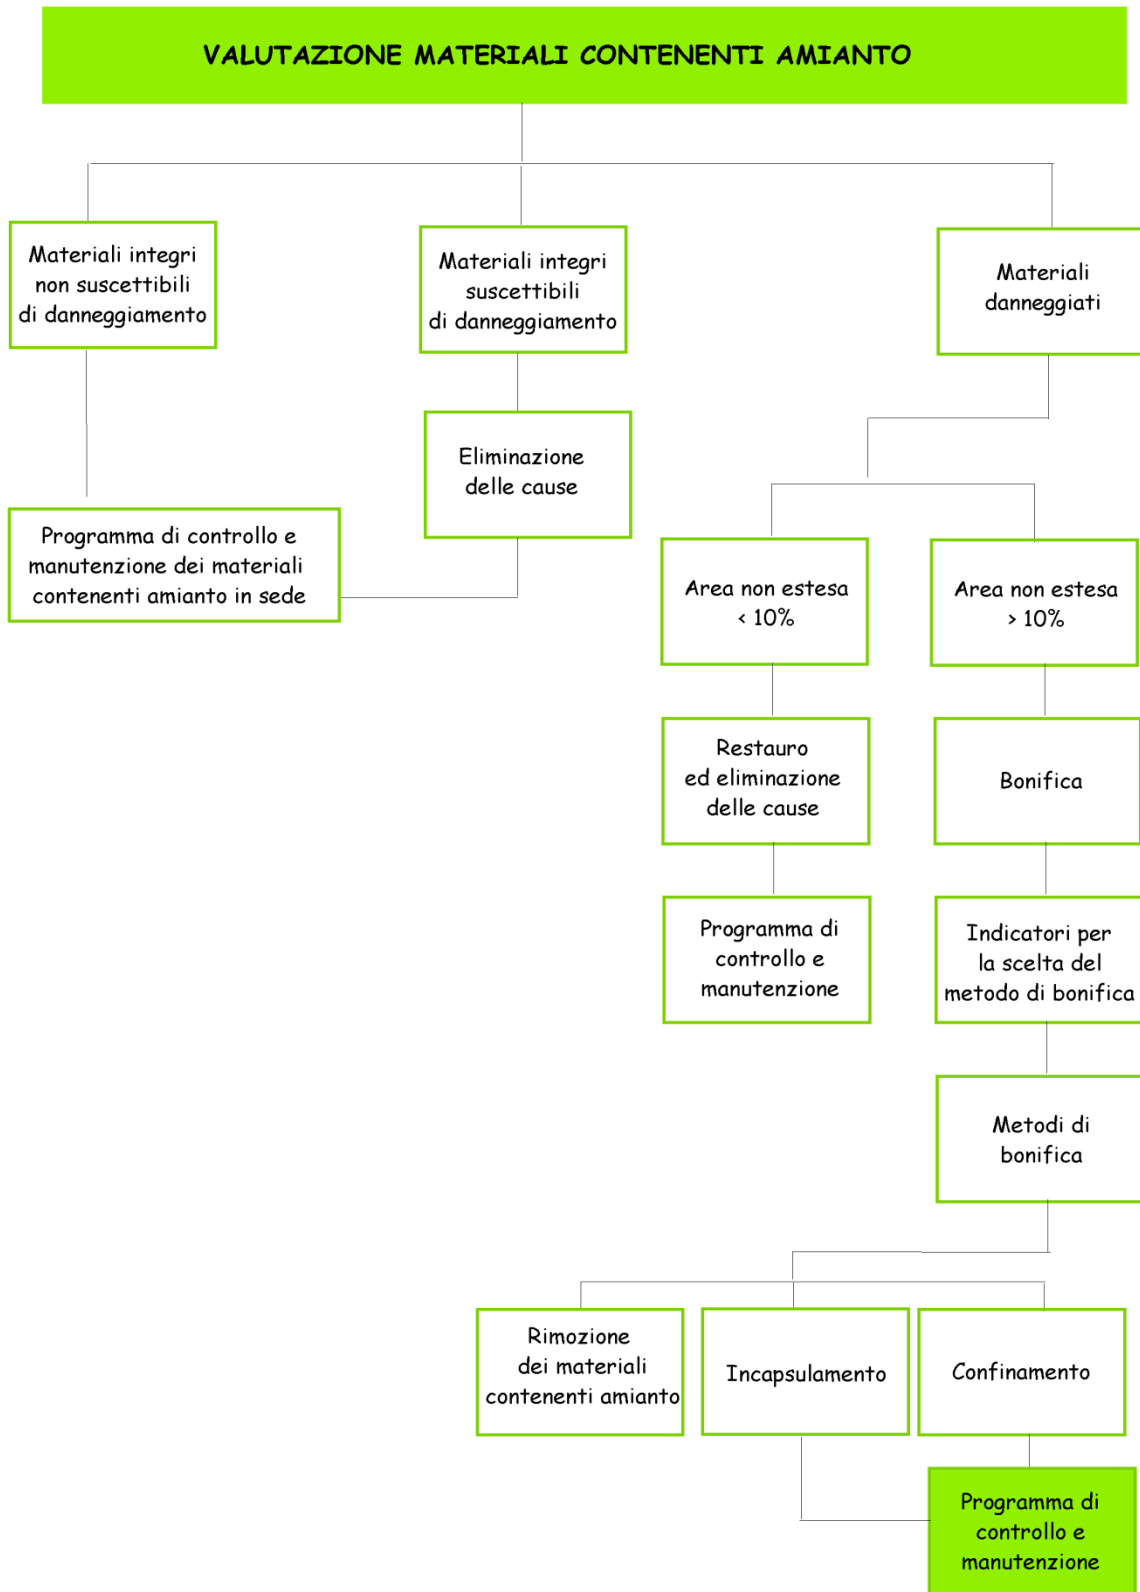 VALUTAZIONE MATERIALI CONTENENTI AMIANTO
Materiali integri
non suscettibili
di danneggiamento
Materiali integri
suscettibili
di danneggiamento
Materiali
danneggiati
Eliminazione
delle cause
Programma di controllo e
manutenzione dei materiali
contenenti amianto in sede
Area non estesa
< 10%
Area non estesa
> 10%
Restauro
ed eliminazione
delle cause
Bonifica
Programma di
controllo e
manutenzione
Indicatori per
la scelta del
metodo di bonifica
Metodi di
bonifica
Rimozione
dei materiali
contenenti amianto
Incapsulamento
Confinamento
Programma di
controllo e
manutenzione